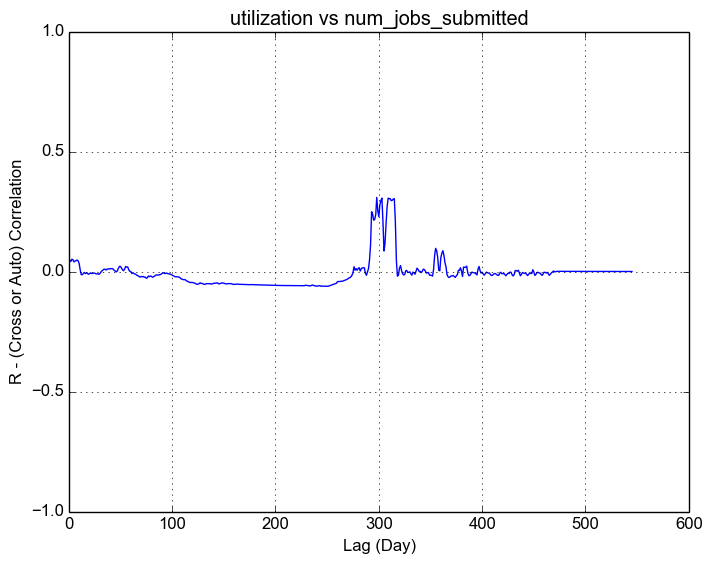 utilization vs num_jobs_submitted
1.0
0.5
0.0
−0.5
−1.0
R - (Cross or Auto) Correlation
0 100 200 300 400 500 600
Lag (Day)